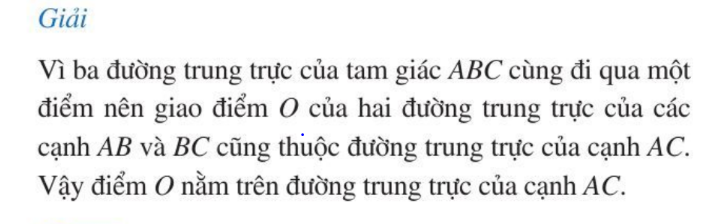 Giải
Vì ba đường trung trực của tam giác ABC cùng đi qua một
điểm nên giao điểm O của hai đường trung trực của các
cạnh AB và BC cũng thuộc đường trung trực của cạnh AC.
Vậy điểm O nằm trên đường trung trực của cạnh AC.